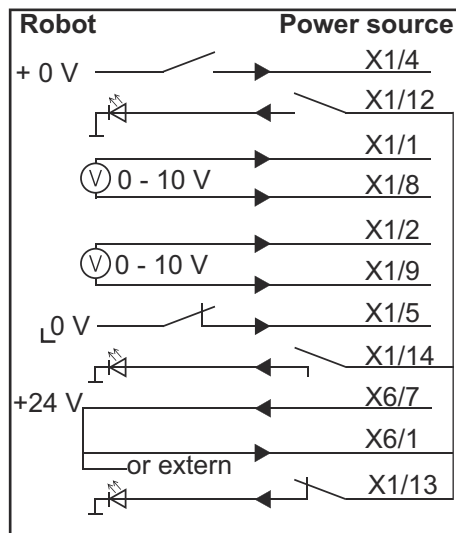 Robot Power source
+ 0 V X1/4
X1/12
X1/1
V 0 - 10 V
X1/8
X1/2
V 0 - 10 V
X1/9
0 V X1/5
X1/14
+24 V X6/7
X6/1
or extern
X1/13